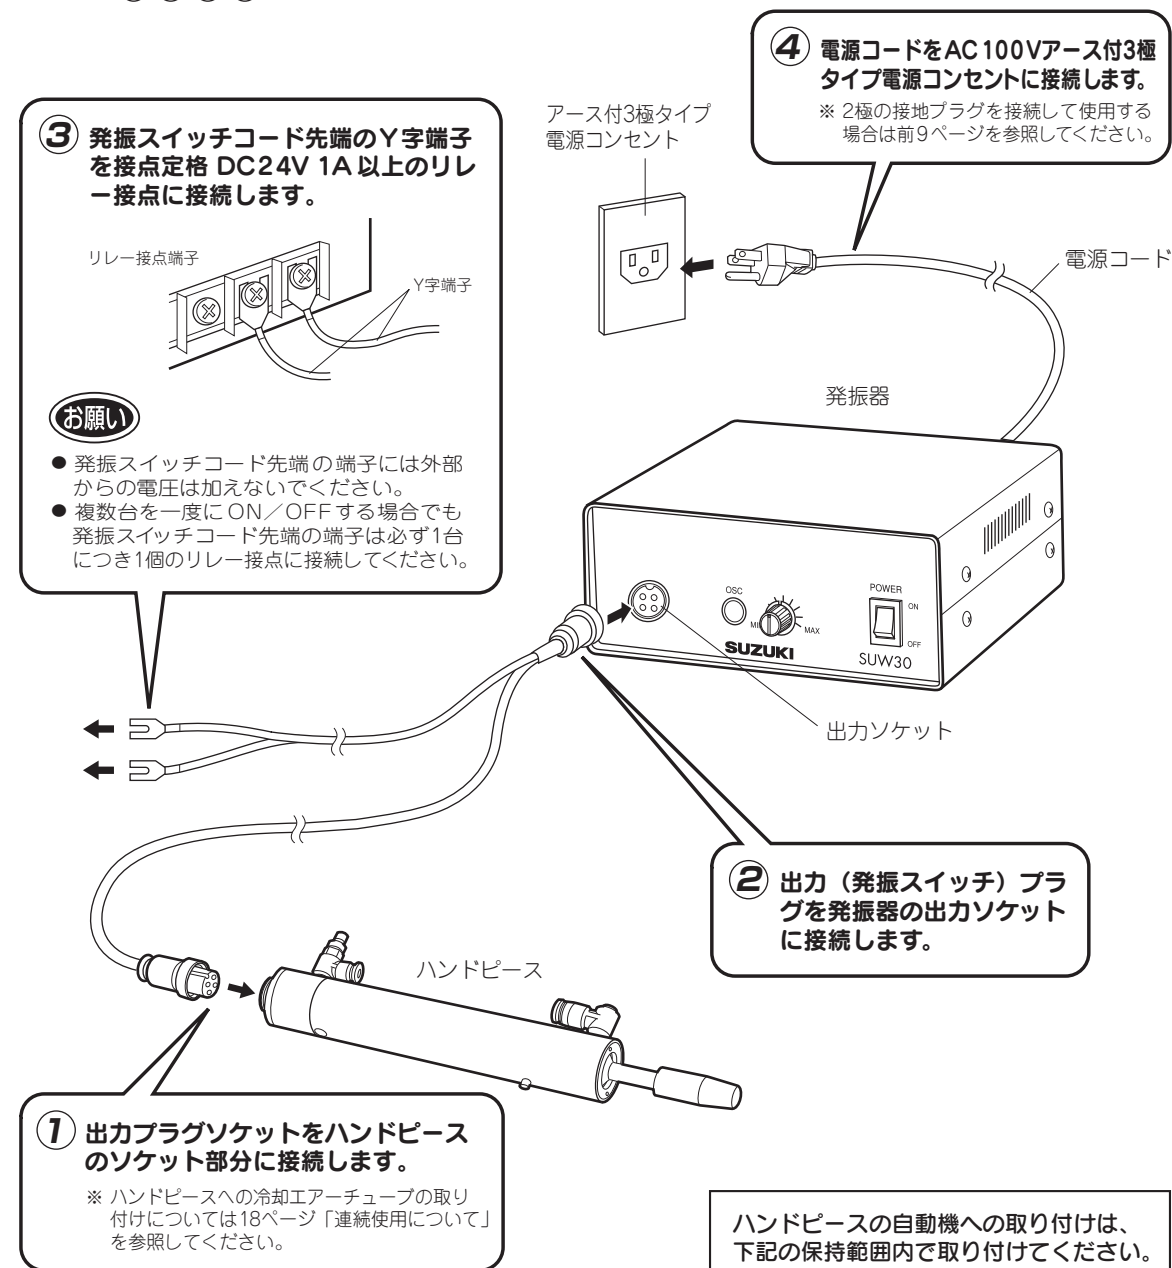 ④ 電源コードをAC100Vアース付3極
タイプ電源コンセントに接続します。
※ 2極の接地プラグを接続して使用する
場合は前9ページを参照してください。
③ 発振スイッチコード先端のY字端子
を接点定格 DC24V 1A以上のリレ
ー接点に接続します。
リレー接点端子
Y字端子
お願い
● 発振スイッチコード先端の端子には外部
からの電圧は加えないでください。
● 複数台を一度にON/OFFする場合でも
発振スイッチコード先端の端子は必ず1台
につき1個のリレー接点に接続してください。
アース付3極タイプ
電源コンセント
電源コード
発振器
OSC
MAX
POWER
ON
OFF
SUZUKI
SUW30
出力ソケット
② 出力（発振スイッチ）プラ
グを発振器の出力ソケット
に接続します。
ハンドピース
① 出力プラグソケットをハンドピース
のソケット部分に接続します。
※ ハンドピースへの冷却エアーチューブの取り
付けについては18ページ「連続使用について」
を参照してください。
ハンドピースの自動機への取り付けは、
下記の保持範囲内で取り付けてください。